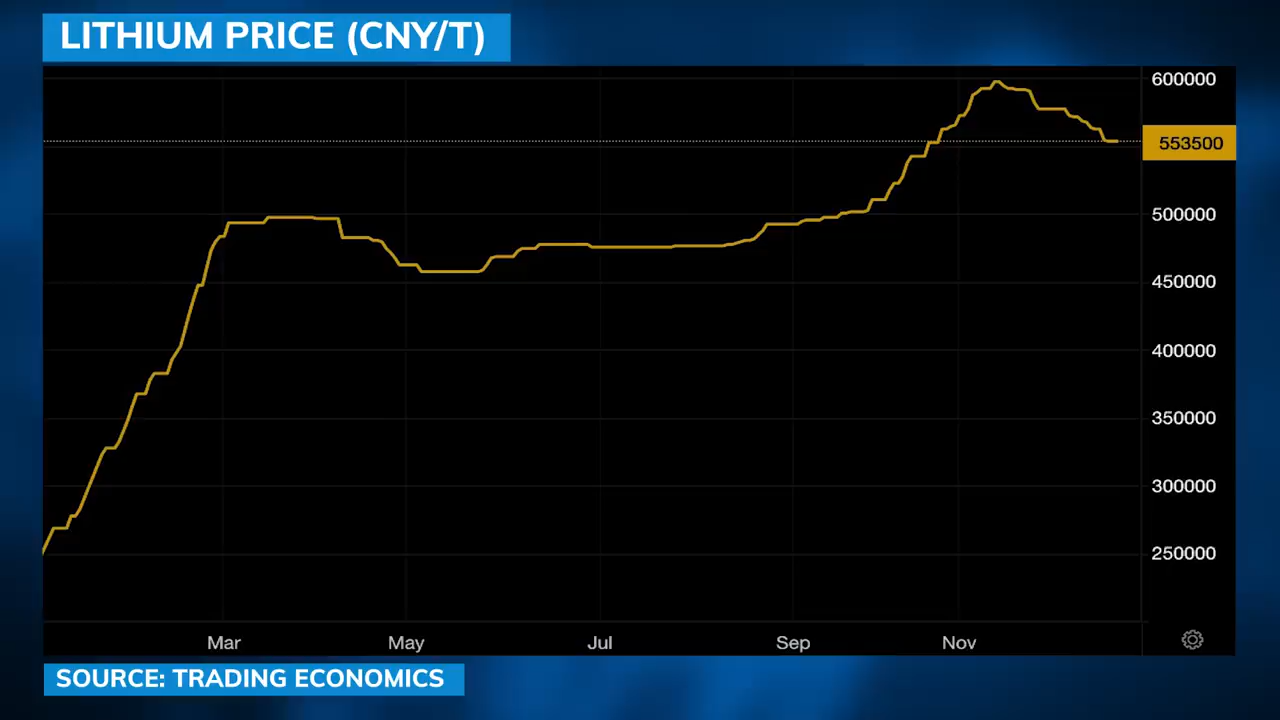 LITHIUM PRICE (CNY/T)
600000
553500
500000
450000
400000
350000
300000
250000
Mar May Jul Sep Nov
SOURCE: TRADING ECONOMICS